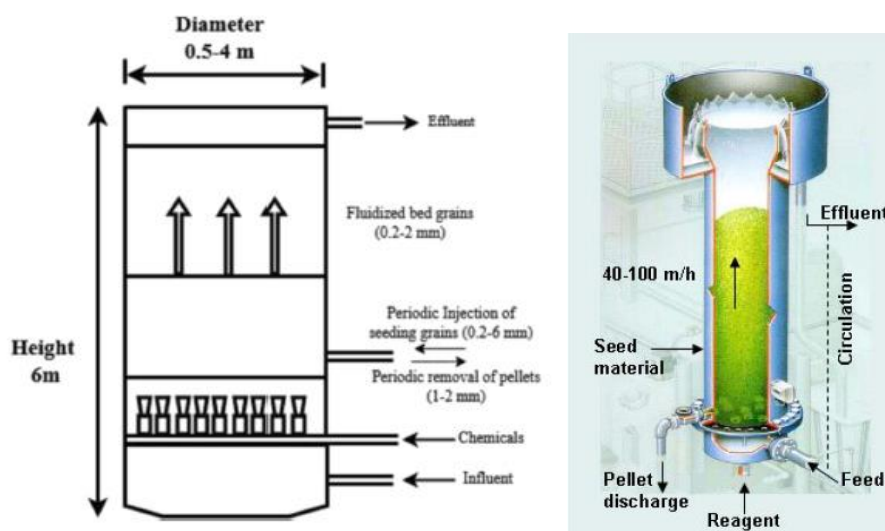 Diameter
0.5-4 m
Effluent
Fluidized bed grains
(0.2-2 mm)
Periodic Injection of
seeding grains (0.2-6 mm)
Periodic removal of pellets
(1-2 mm)
Height
6m
Chemicals
Influent
Effluent
40-100 m/h
Circulation
Seed
material
Pellet
discharge
Feed
Reagent